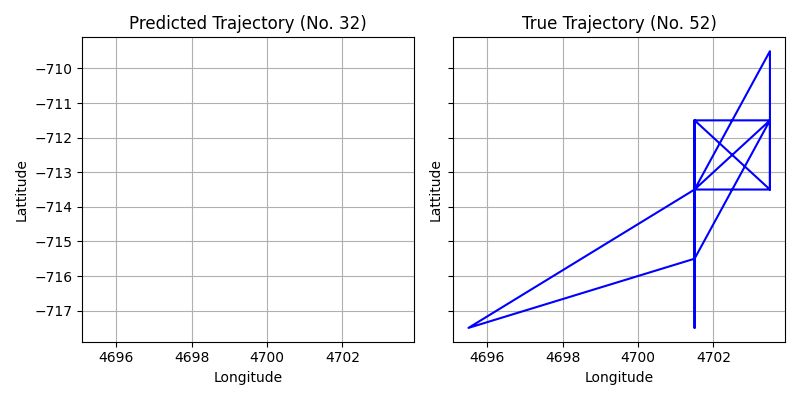 Predicted Trajectory (No. 32)
True Trajectory (No. 52)
Lattitude
−710
−711
−712
−713
−714
−715
−716
−717
4696 4698 4700 4702
Longitude
Lattitude
4696 4698 4700 4702
Longitude